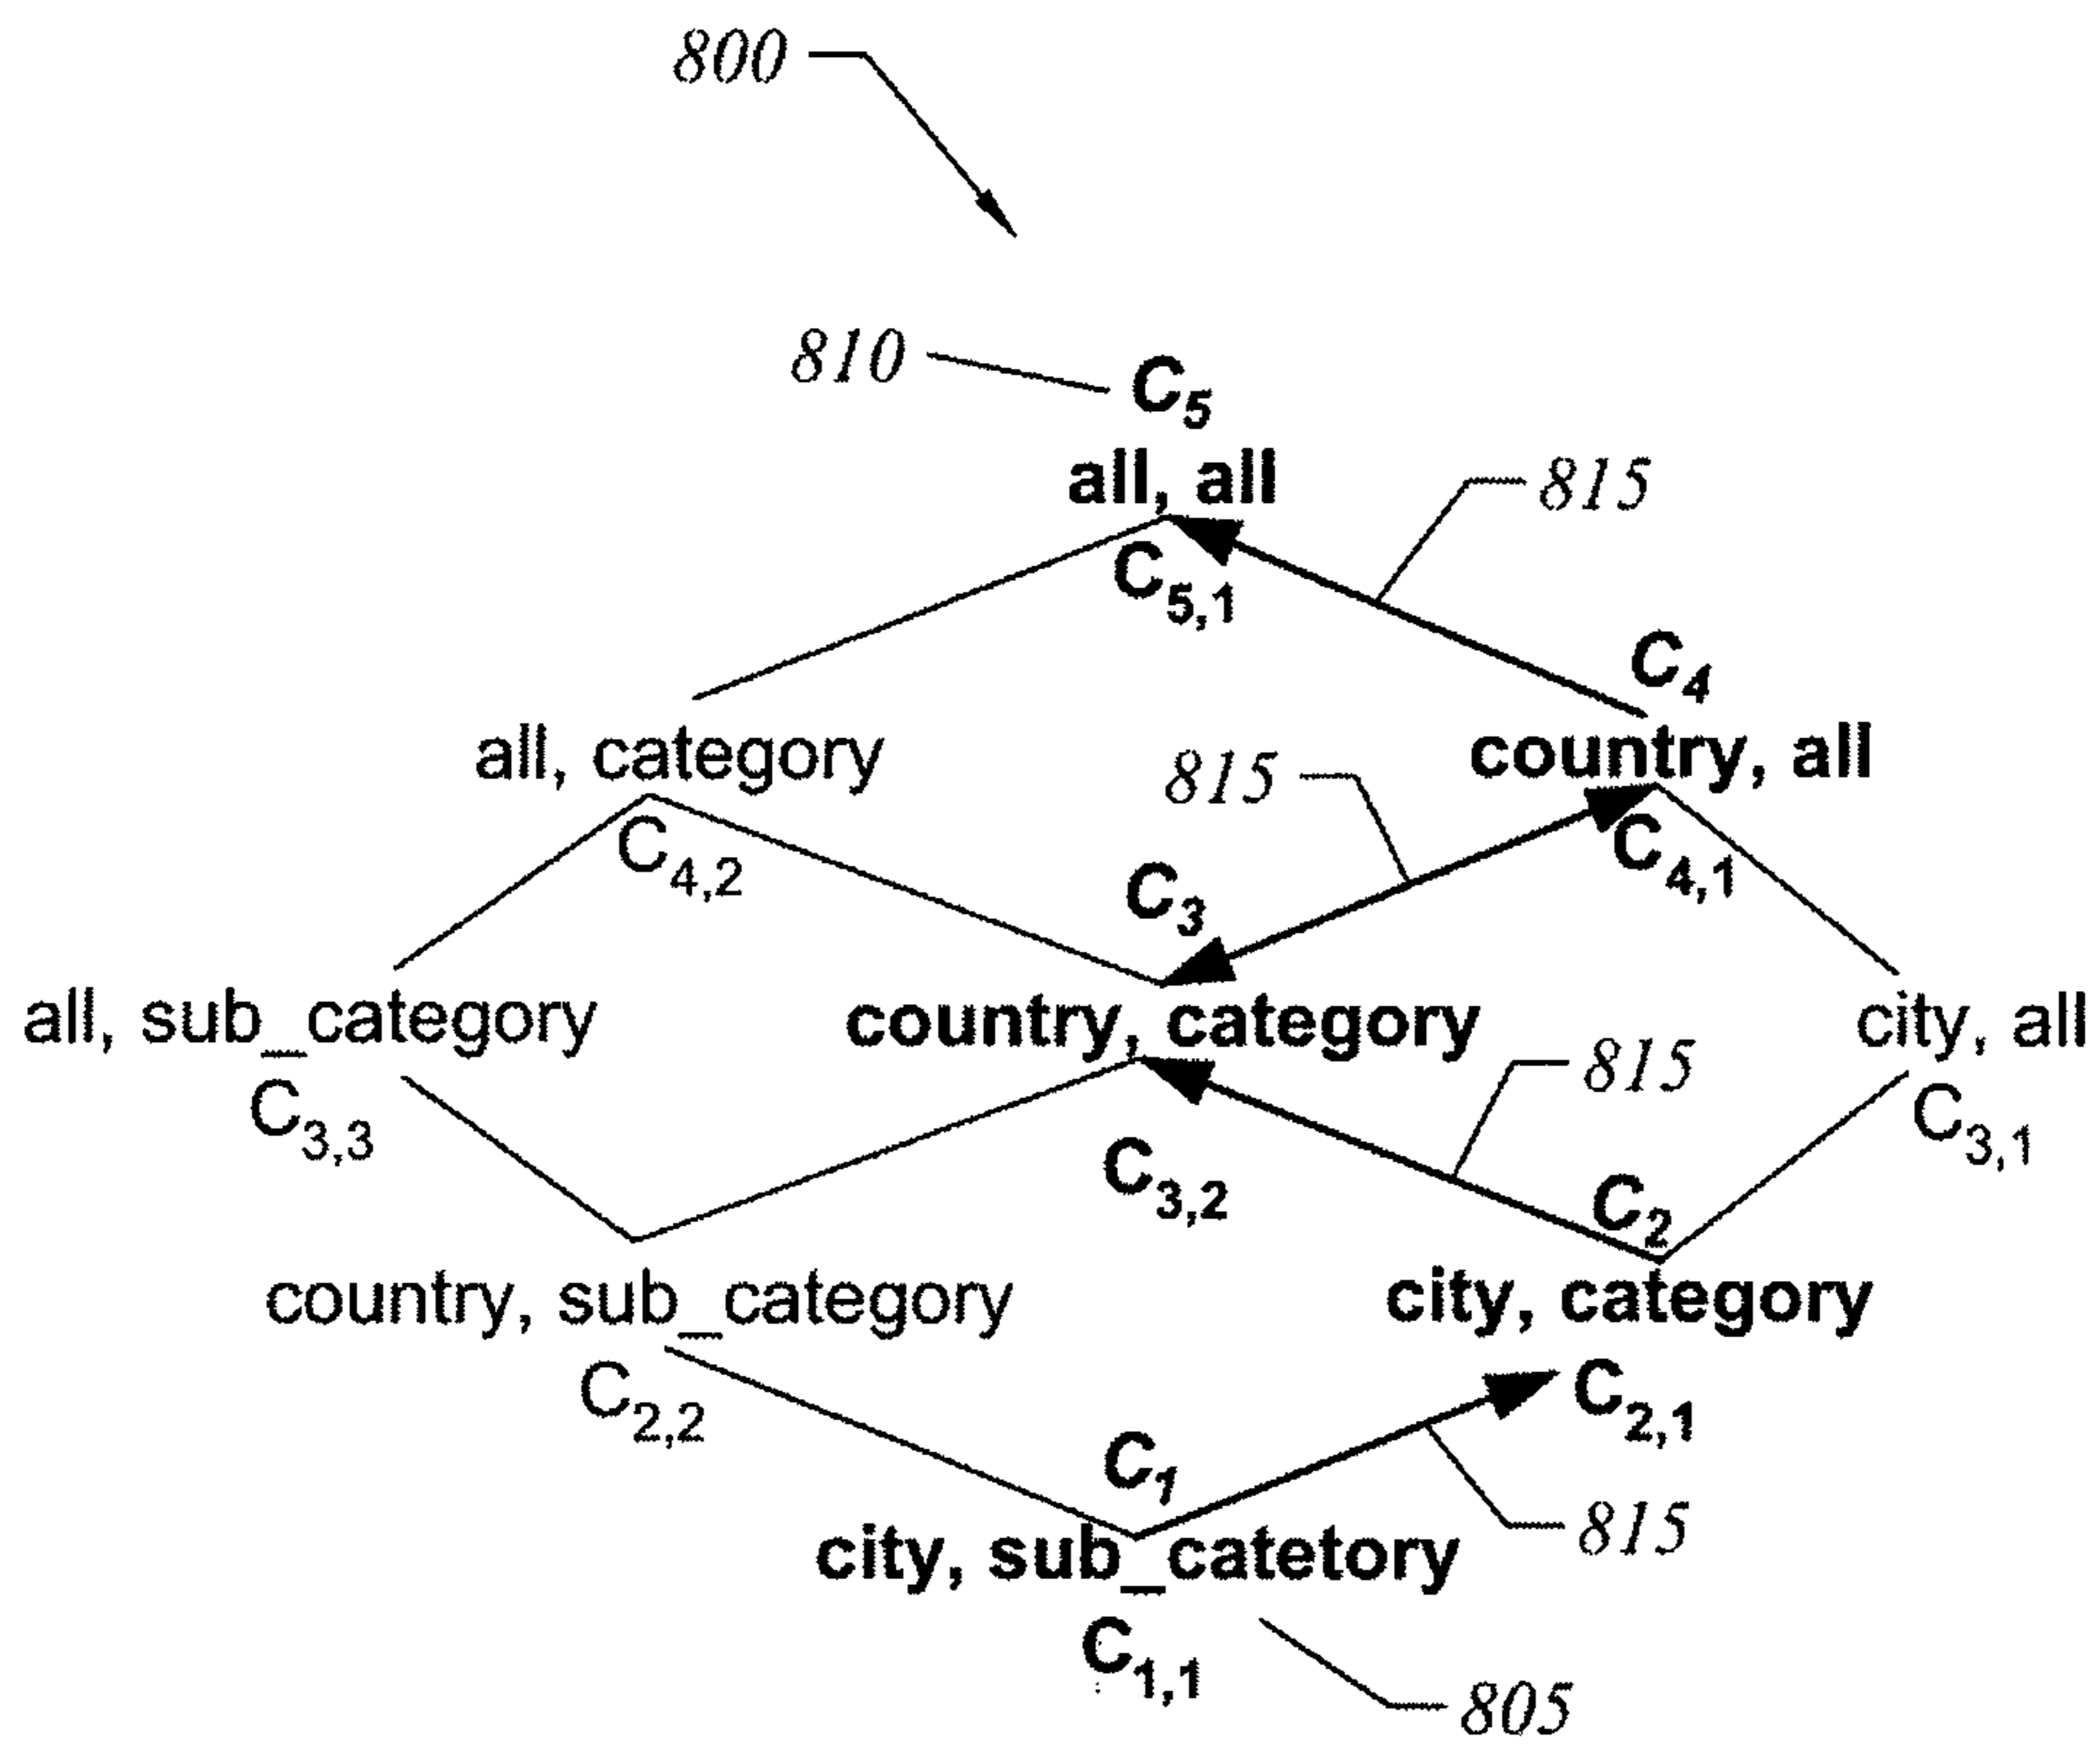 800
810
C5
all, all
815
C5,1
C4
all, category
815
country, all
C4,2
C3
C4,1
all, sub_category
country, category
city, all
815
C3,3
C3,2
C2
C3,1
country, sub_category
city, category
C2,2
C1
C2,1
815
city, sub_catetory
C1,1
805